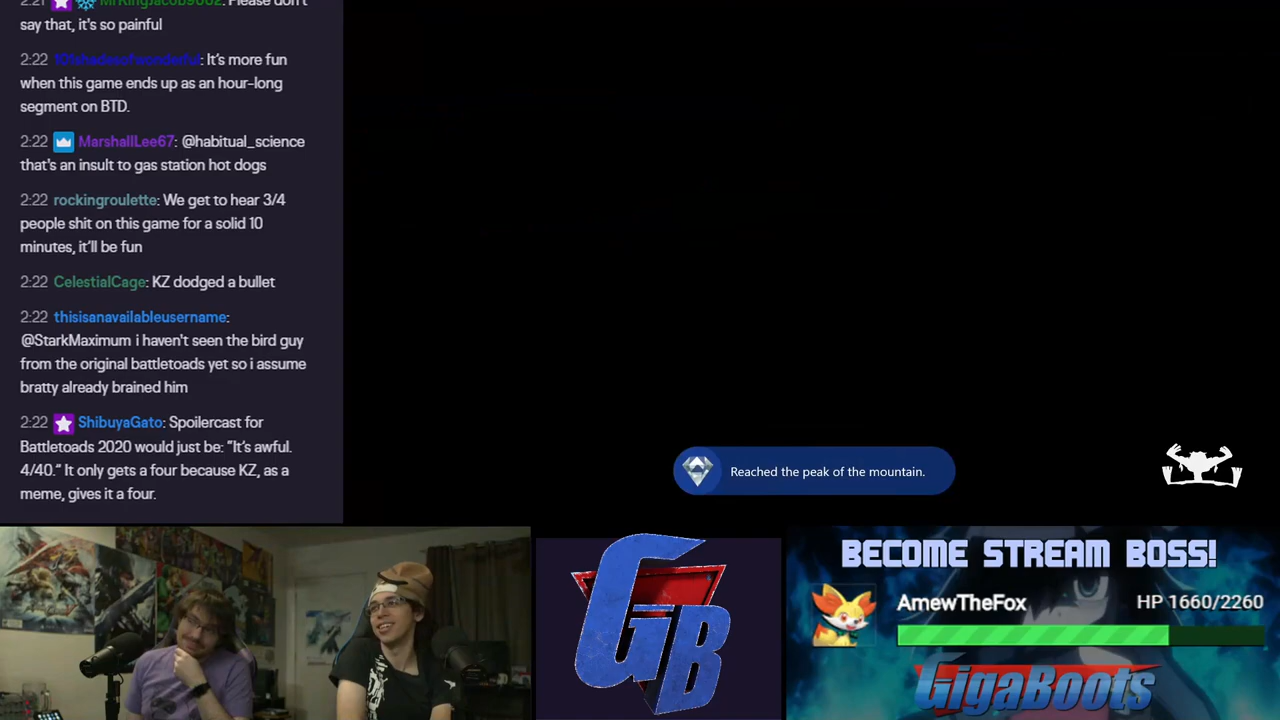 2:21 MrKingJacob9002: Please don't
say that, it's so painful
2:22 101shadesofwonderful: It's more fun
when this game ends up as an hour-long
segment on BTD.
2:22 MarshallLee67: @habitual_science
that's an insult to gas station hot dogs
2:22 rockingroulette: We get to hear 3/4
people shit on this game for a solid 10
minutes, it'll be fun
2:22 CelestialCage: KZ dodged a bullet
2:22 thisisanavailableusername:
@StarkMaximum i haven't seen the bird guy
from the original battletoads yet so i assume
bratty already brained him
2:22 ShibuyaGato: Spoilercast for
Battletoads 2020 would just be: "It's awful.
4/40." It only gets a four because KZ, as a
meme, gives it a four.
Reached the peak of the mountain.
GB
BECOME STREAM BOSS!
AmewTheFox HP 1660/2260
GIGABOOTS